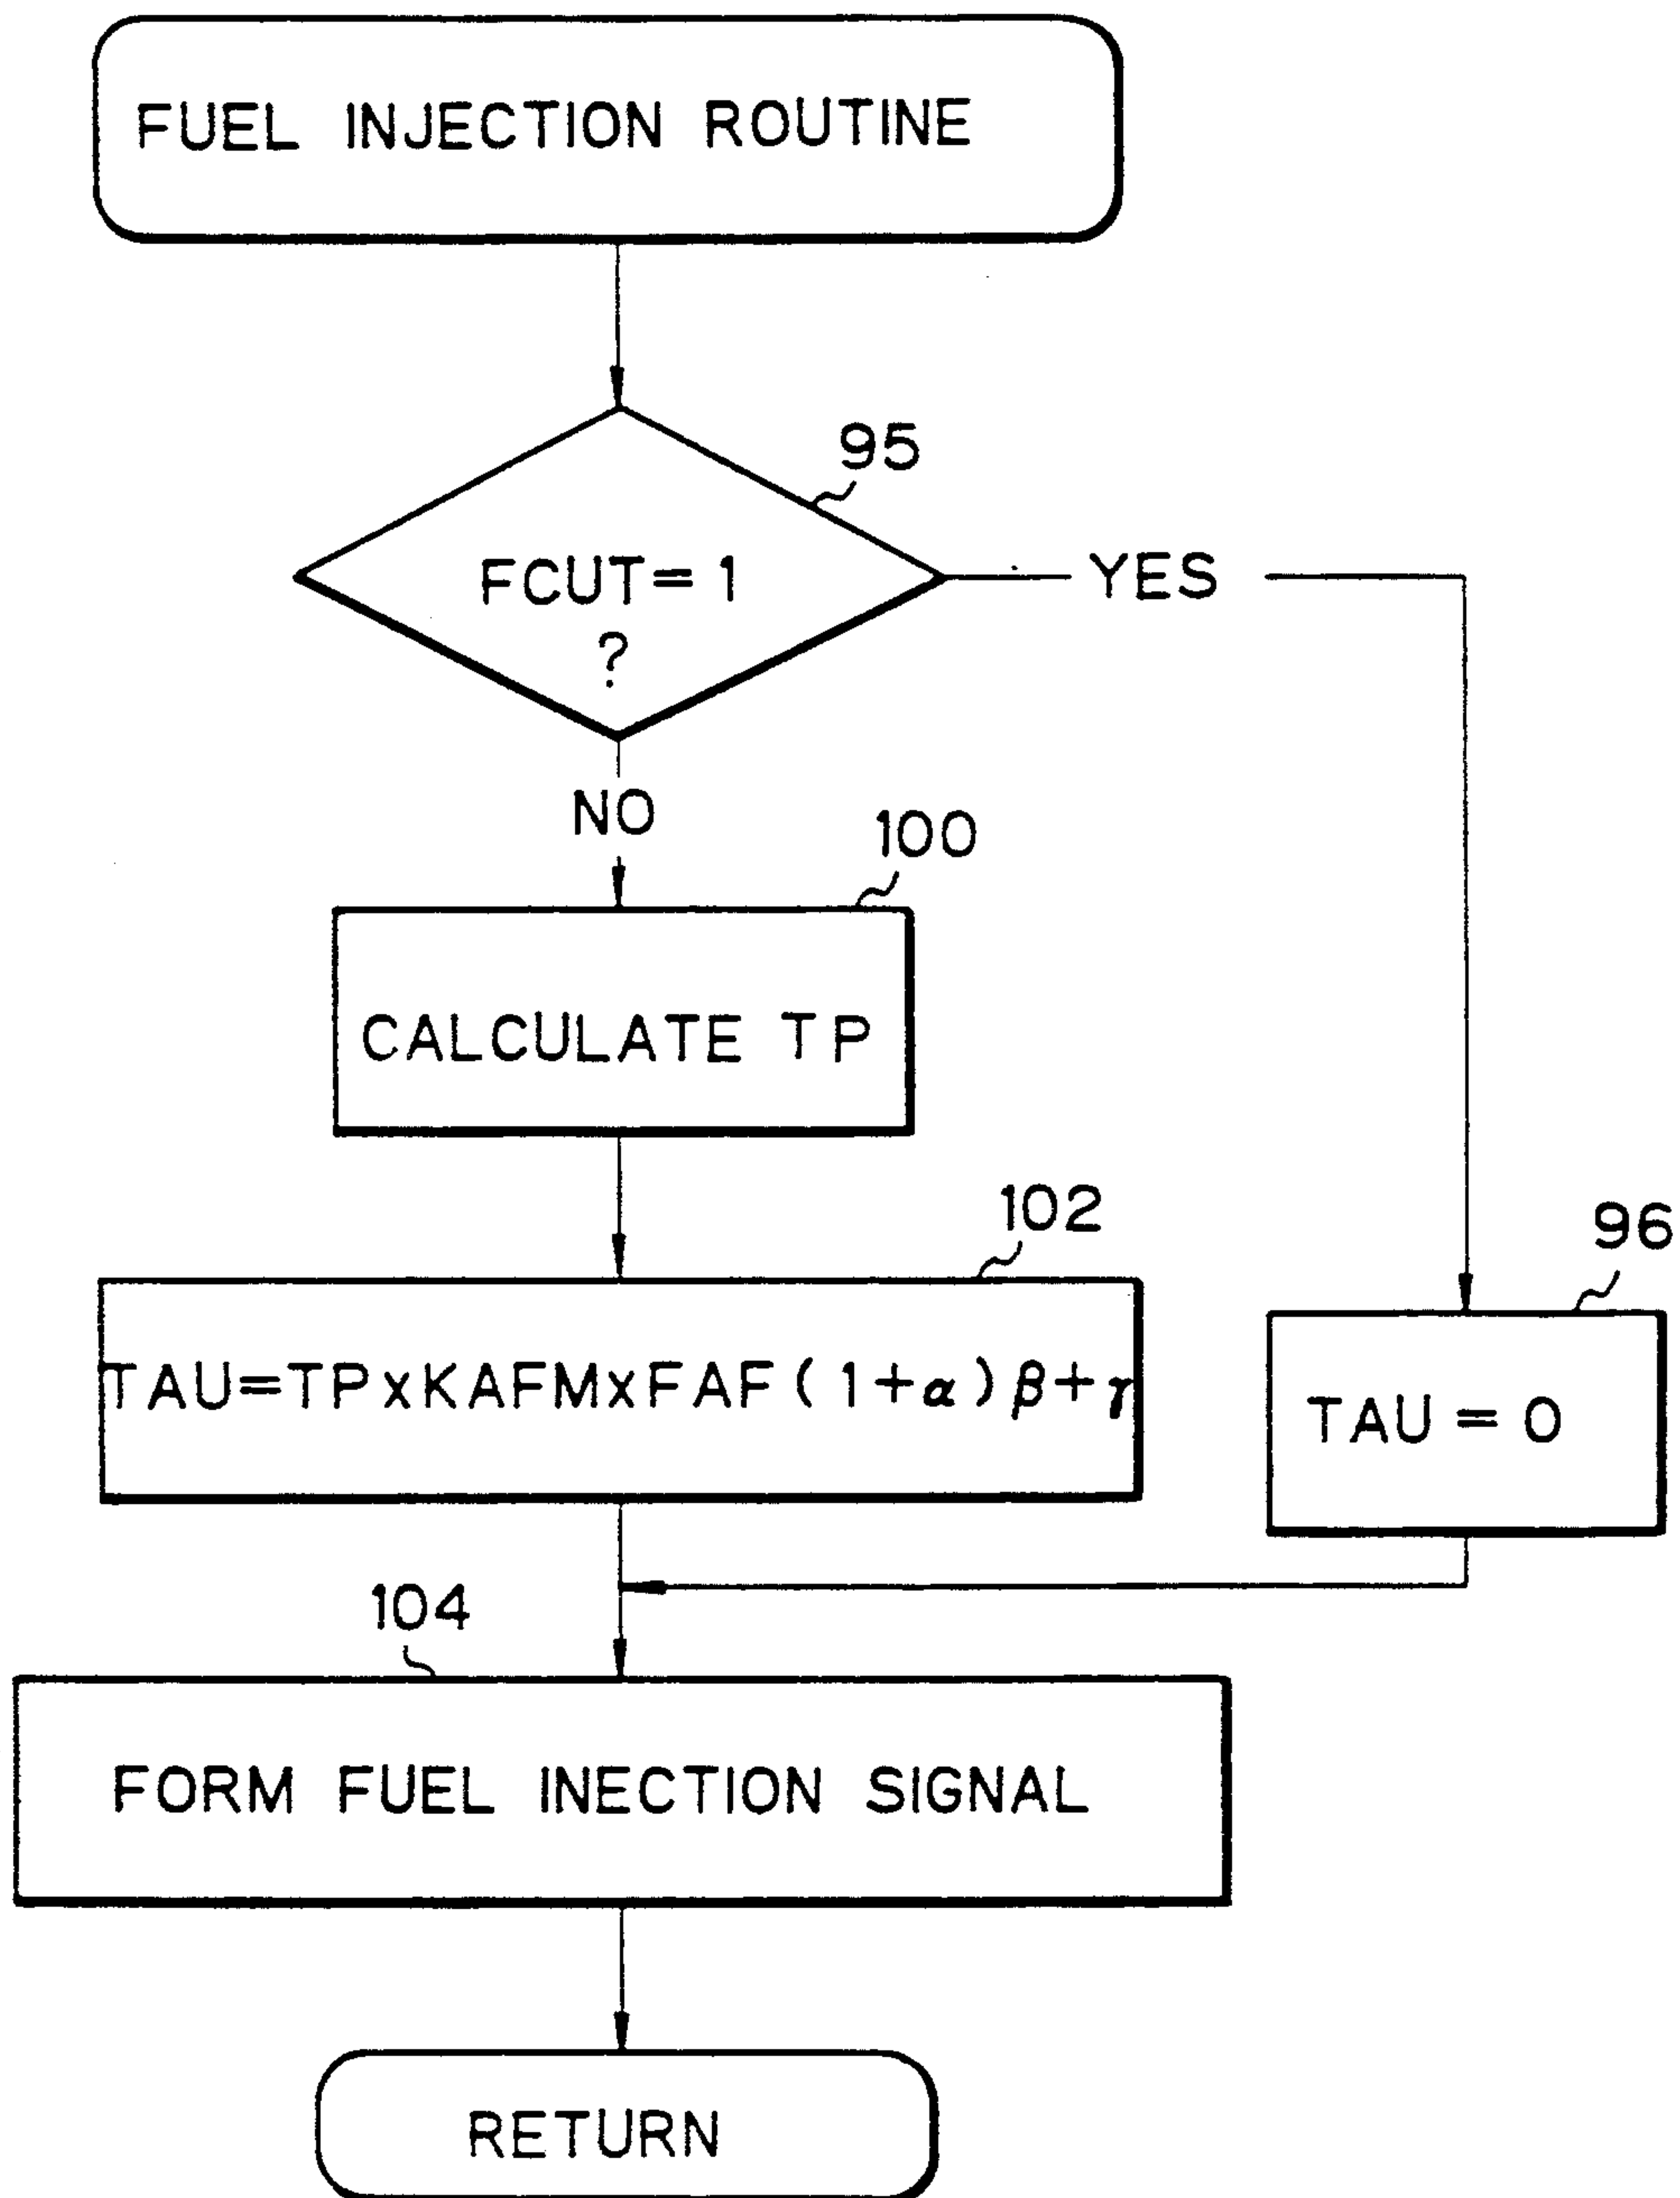 FUEL INJECTION ROUTINE
95
FCUT=1
?
YES
NO
100
CALCULATE TP
102
TAU=TPxKAFMxFAF(1+α)β+γ
96
TAU=0
104
FORM FUEL INECTION SIGNAL
RETURN